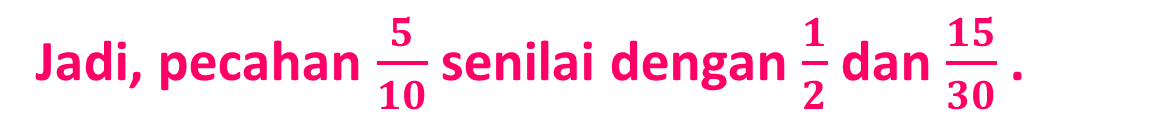 Jadi, pecahan 5/10 senilai dengan 1/2 dan 15/30 .